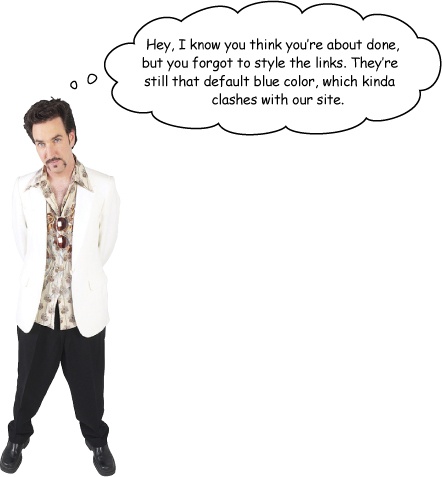 Hey, I know you think you're about done,
but you forgot to style the links. They're
still that default blue color, which kinda
clashes with our site.